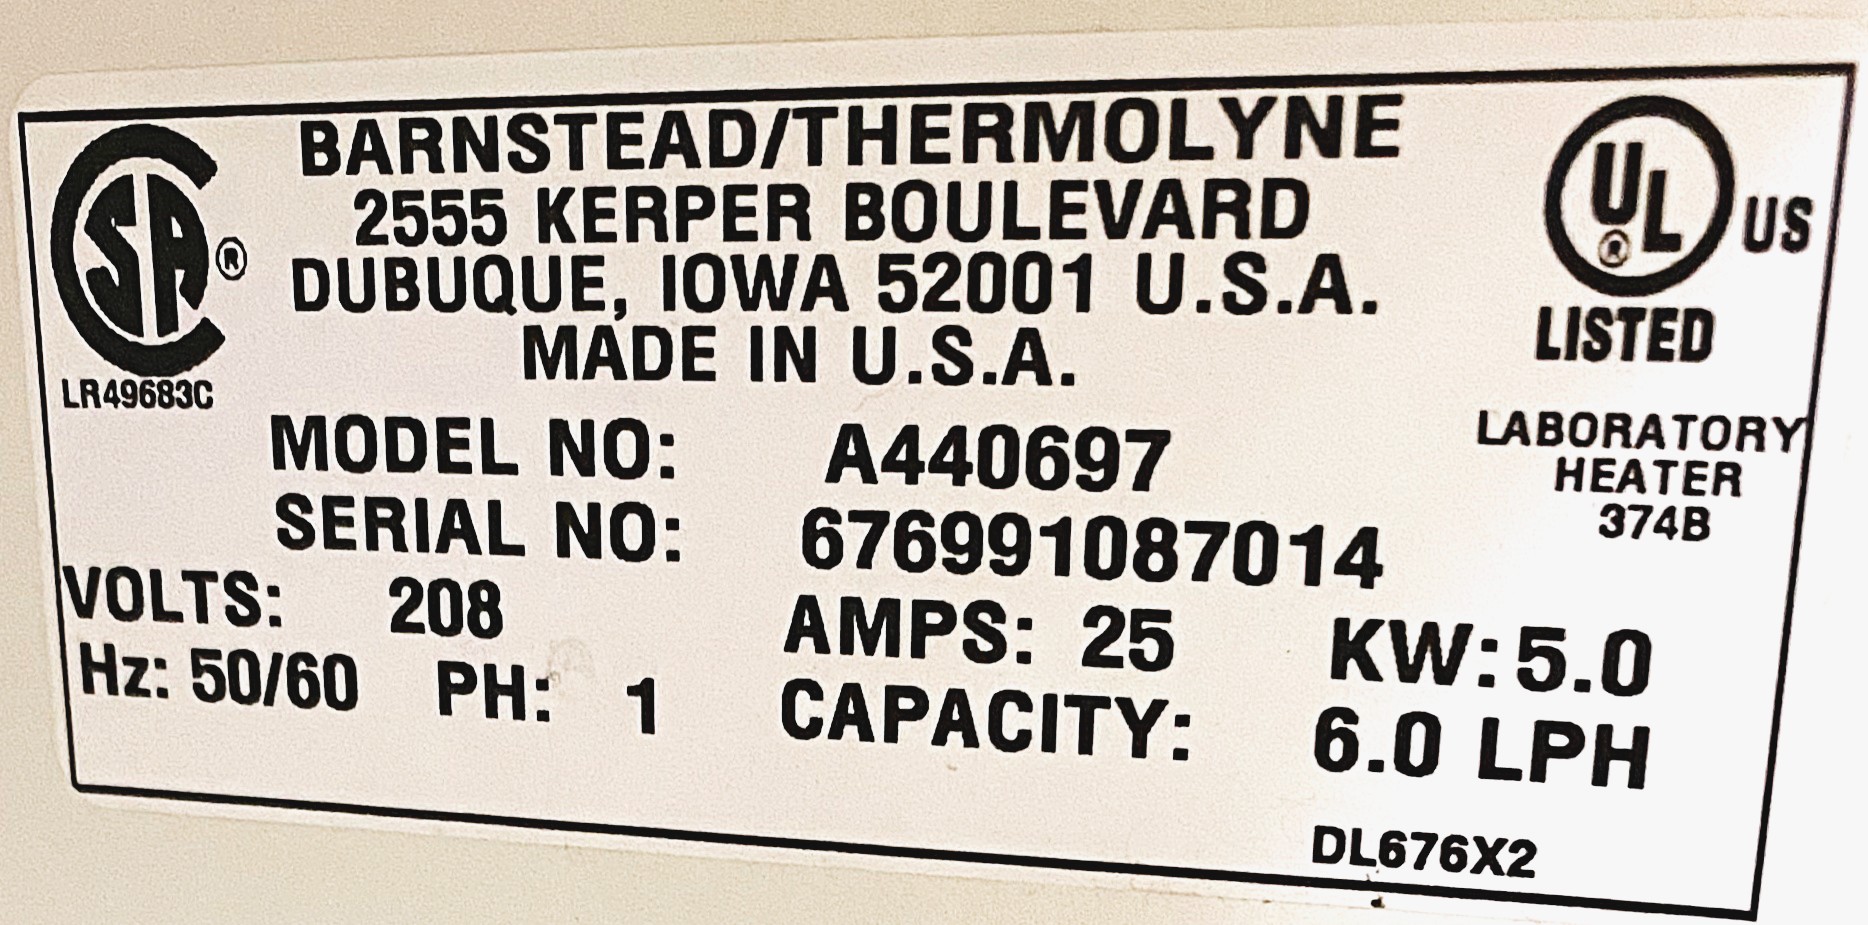 BARNSTEAD/THERMOLYNE
2555 KERPER BOULEVARD
DUBUQUE, IOWA 52001 U.S.A.
MADE IN U.S.A.
SA ®
LR49683C
UL ® US
LISTED
LABORATORY
HEATER
374B
MODEL NO: A440697
SERIAL NO: 676991087014
VOLTS: 208 AMPS: 25 KW: 5.0
Hz: 50/60 PH: 1 CAPACITY: 6.0 LPH
DL676X2